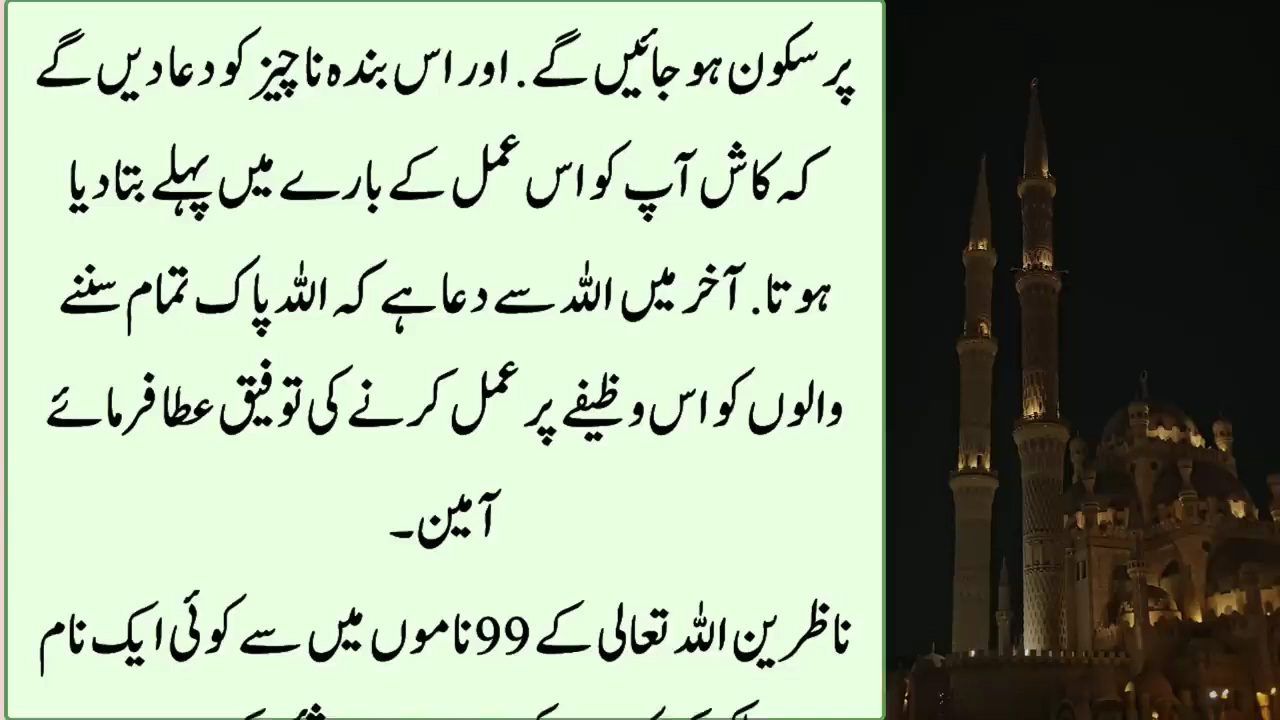 پر سکون ہو جائیں گے. اور اس بندہ ناچیز کو دعا دیں گے
کہ کاش آپ کو اس عمل کے بارے میں پہلے بتا دیا
ہوتا. آخر میں اللہ سے دعا ہے کہ اللہ پاک تمام سننے
والوں کو اس وظیفے پر عمل کرنے کی توفیق عطا فرمائے
آمین۔
ناظرین اللہ تعالی کے 99 ناموں میں سے کوئی ایک نام